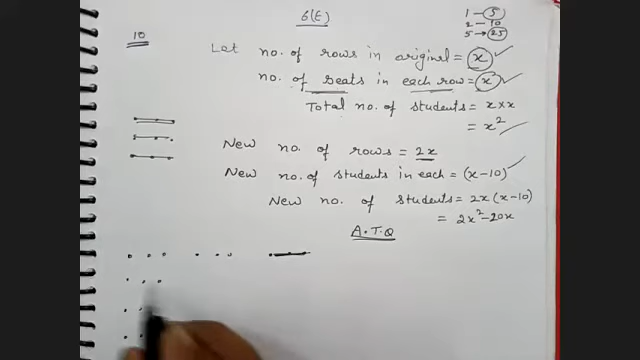 6(E)
1 - 5
2 - 10
5 → 25
10
Let no. of rows in original = x
no. of seats in each row = x
Total no. of students = x × x
= x²
New no. of rows = 2x
New no. of students in each = (x-10)
New no. of students = 2x(x-10)
= 2x² - 20x
A.T.Q